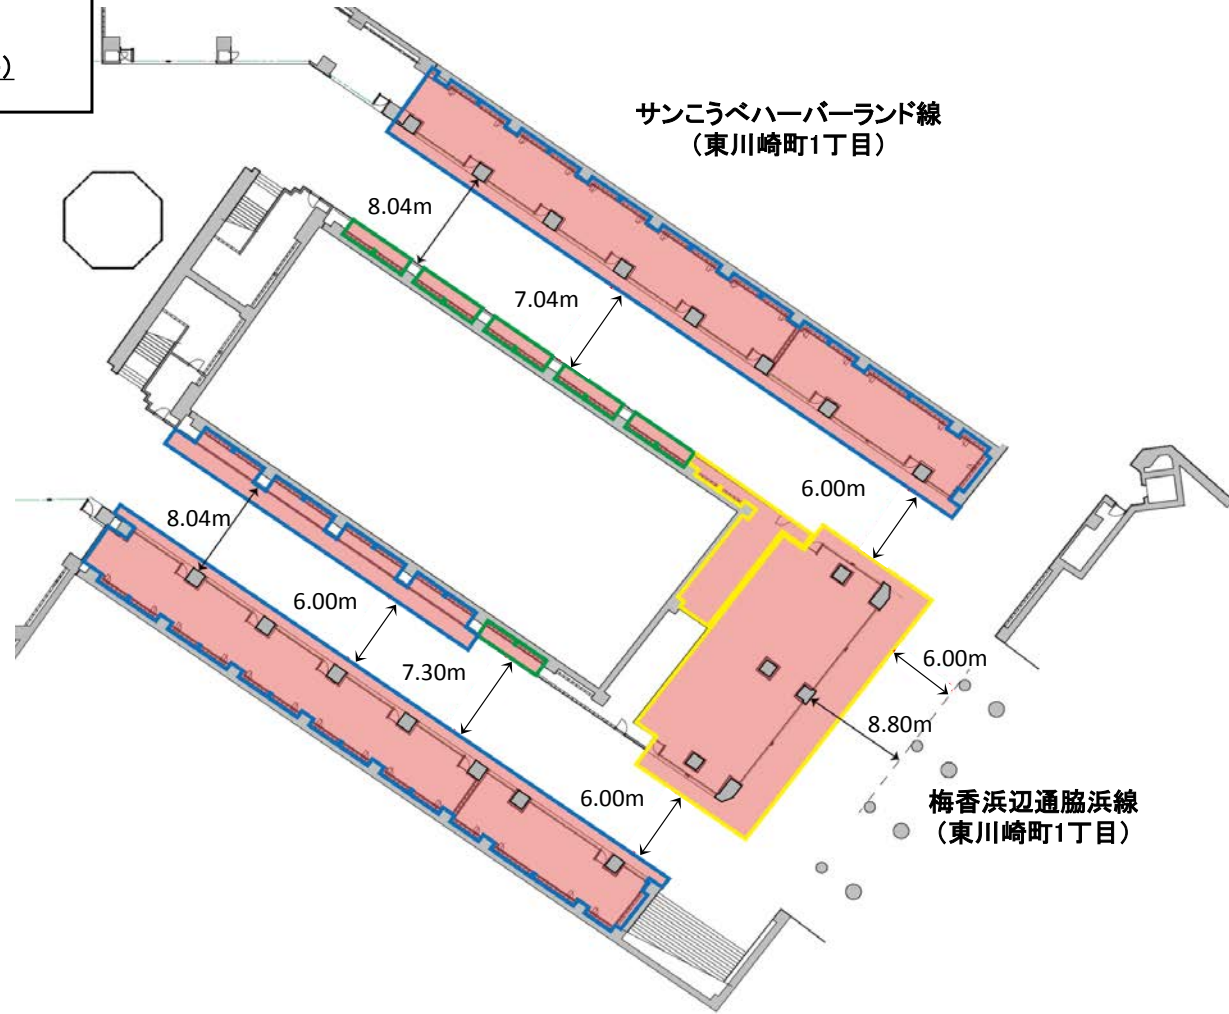 )
サンこうべハーバーランド線
（東川崎町1丁目）
8.04m
7.04m
6.00m
8.04m
6.00m
7.30m
6.00m
8.80m
6.00m
梅香浜辺通脇浜線
（東川崎町1丁目）